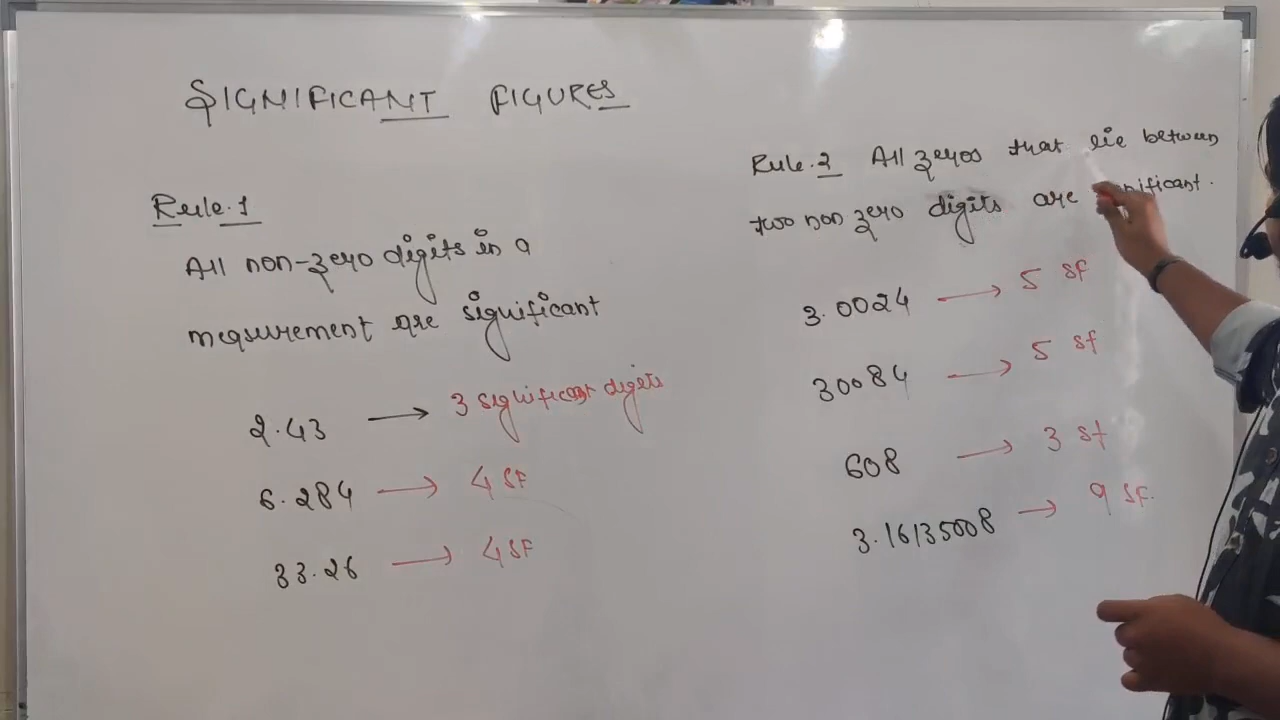 SIGNIFICANT FIGURES
Rule.1
All non-zero digits in a
measurement are significant
2.43 → 3 significant digits
6.284 → 4 SF
33.26 → 4 SF
Rule.2 All zeros that lie between
two non zero digits are significant.
3.0024 → 5 sf
30084 → 5 sf
608 → 3 sf
3.16135008 → 9 SF.